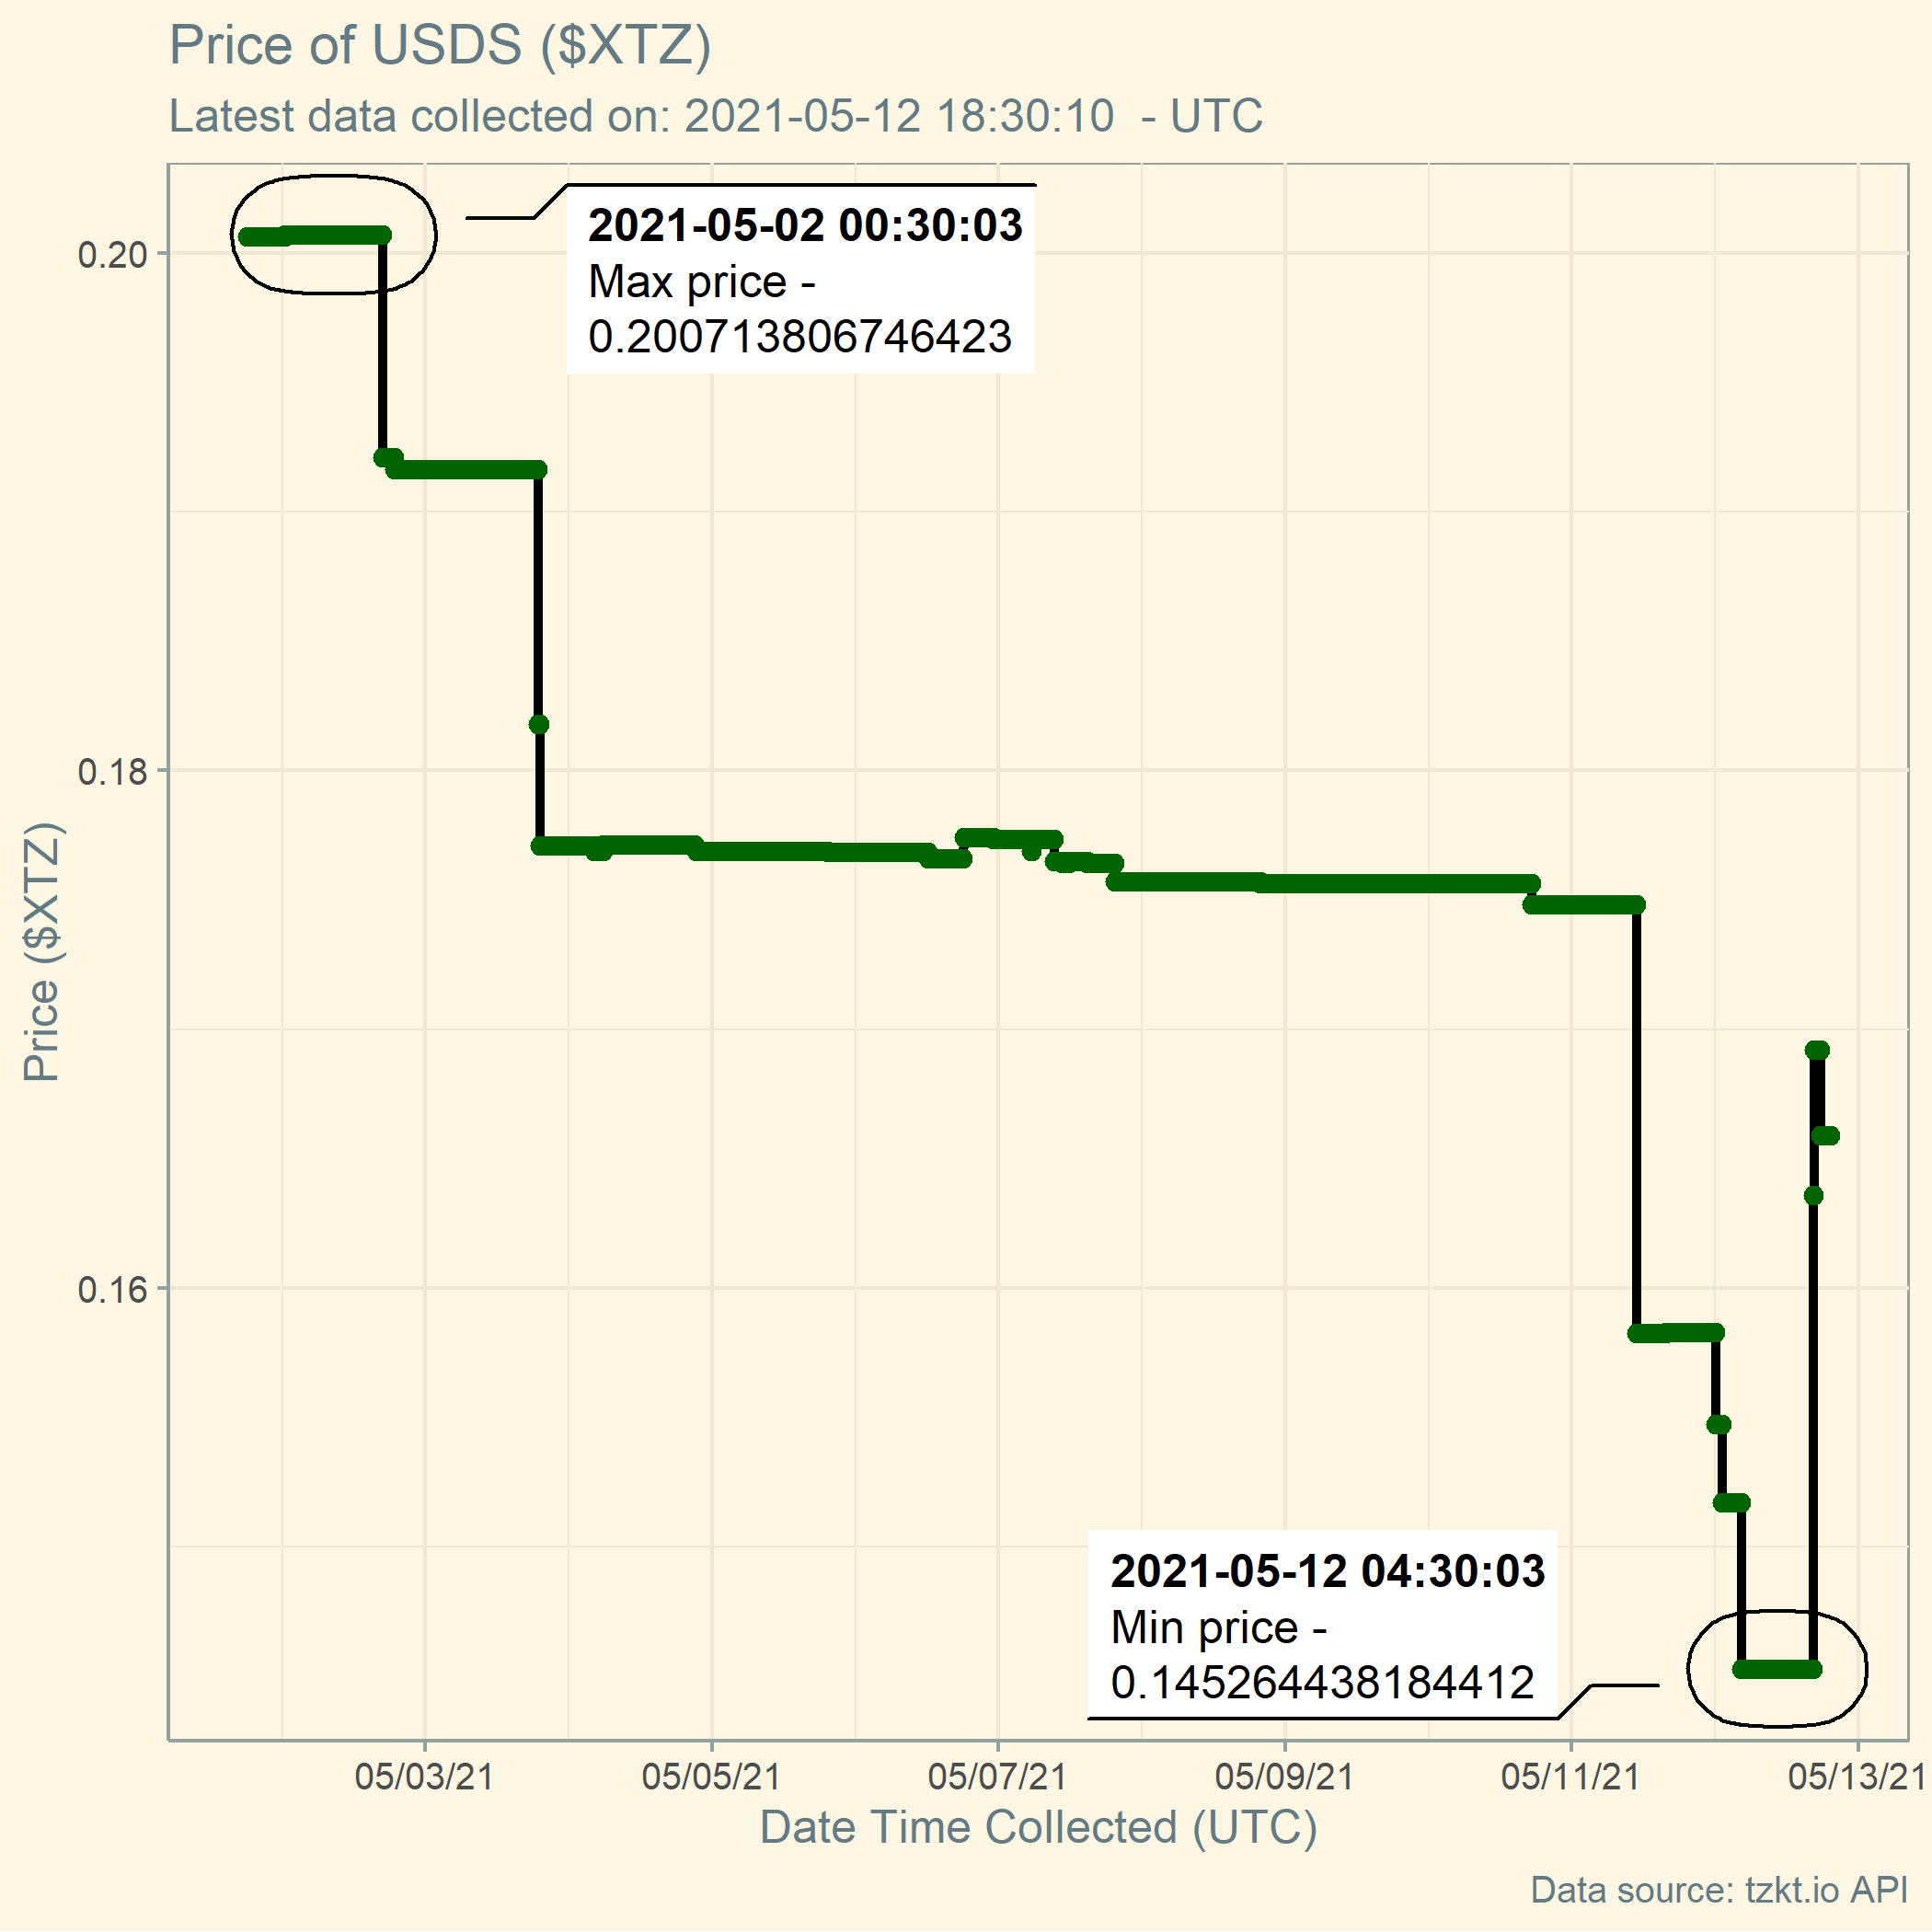 Price of USDS ($XTZ)
Latest data collected on: 2021-05-12 18:30:10  - UTC
2021-05-02 00:30:03
Max price -
0.200713806746423
0.20
0.18
0.16
Price ($XTZ)
2021-05-12 04:30:03
Min price -
0.145264438184412
05/03/21
05/05/21
05/07/21
05/09/21
05/11/21
05/13/21
Date Time Collected (UTC)
Data source: tzkt.io API